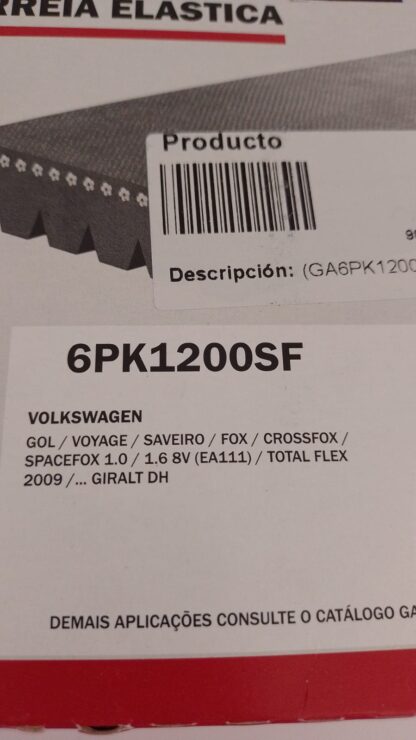 RREIA ELÁSTICA
Producto
Descripción: (GA6PK1200
6PK1200SF
VOLKSWAGEN
GOL / VOYAGE / SAVEIRO / FOX / CROSSFOX /
SPACEFOX 1.0 / 1.6 8V (EA111) / TOTAL FLEX
2009 /... GIRALT DH
DEMAIS APLICAÇÕES CONSULTE O CATÁLOGO GA